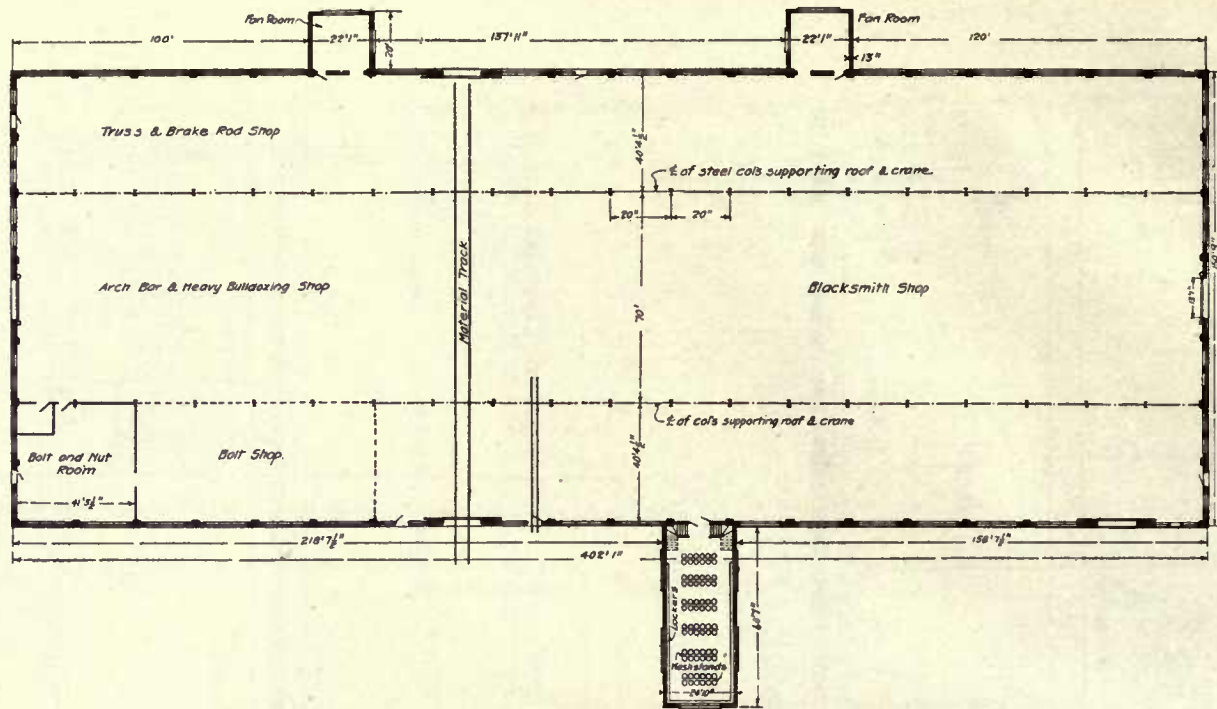 Fan Room
Fan Room
100'
22'1"
20'
137'11"
22'1"
120'
13"
Truss & Brake Rod Shop
40'4½"
℄ of steel cols supporting roof & crane.
20"
20"
Material Track
Arch Bar & Heavy Bulldozing Shop
70'
Blacksmith Shop
℄ of cols supporting roof & crane
Bolt and Nut
Room
Bolt Shop.
40'4½"
41'5½"
218'7½"
158'7½"
402'1"
Lockers
60'7"
Washstands
24'10"